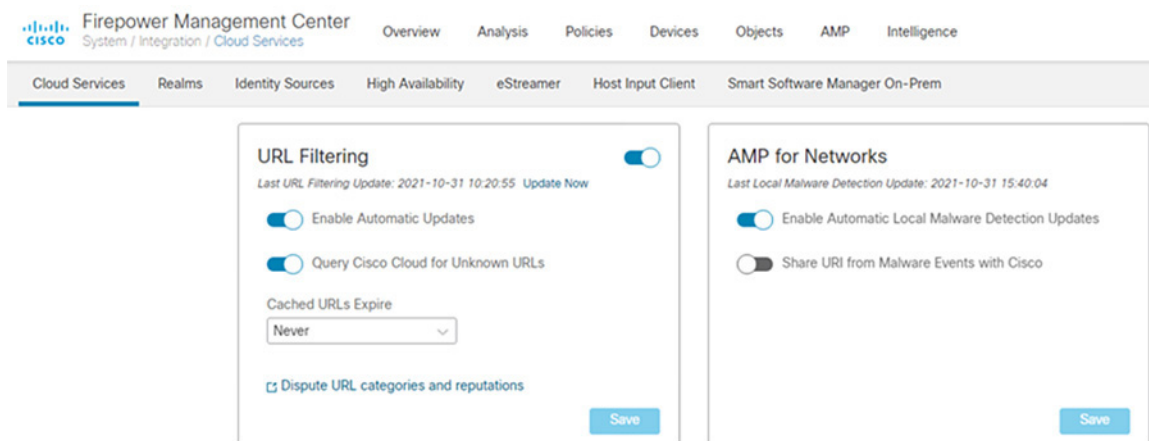 Firepower Management Center
CISCO System / Integration / Cloud Services
Overview Analysis Policies Devices Objects AMP Intelligence
Cloud Services Realms Identity Sources High Availability eStreamer Host Input Client Smart Software Manager On-Prem
URL Filtering
Last URL Filtering Update: 2021-10-31 10:20:55 Update Now
Enable Automatic Updates
Query Cisco Cloud for Unknown URLs
Cached URLs Expire
Never
Dispute URL categories and reputations
Save
AMP for Networks
Last Local Malware Detection Update: 2021-10-31 15:40:04
Enable Automatic Local Malware Detection Updates
Share URI from Malware Events with Cisco
Save